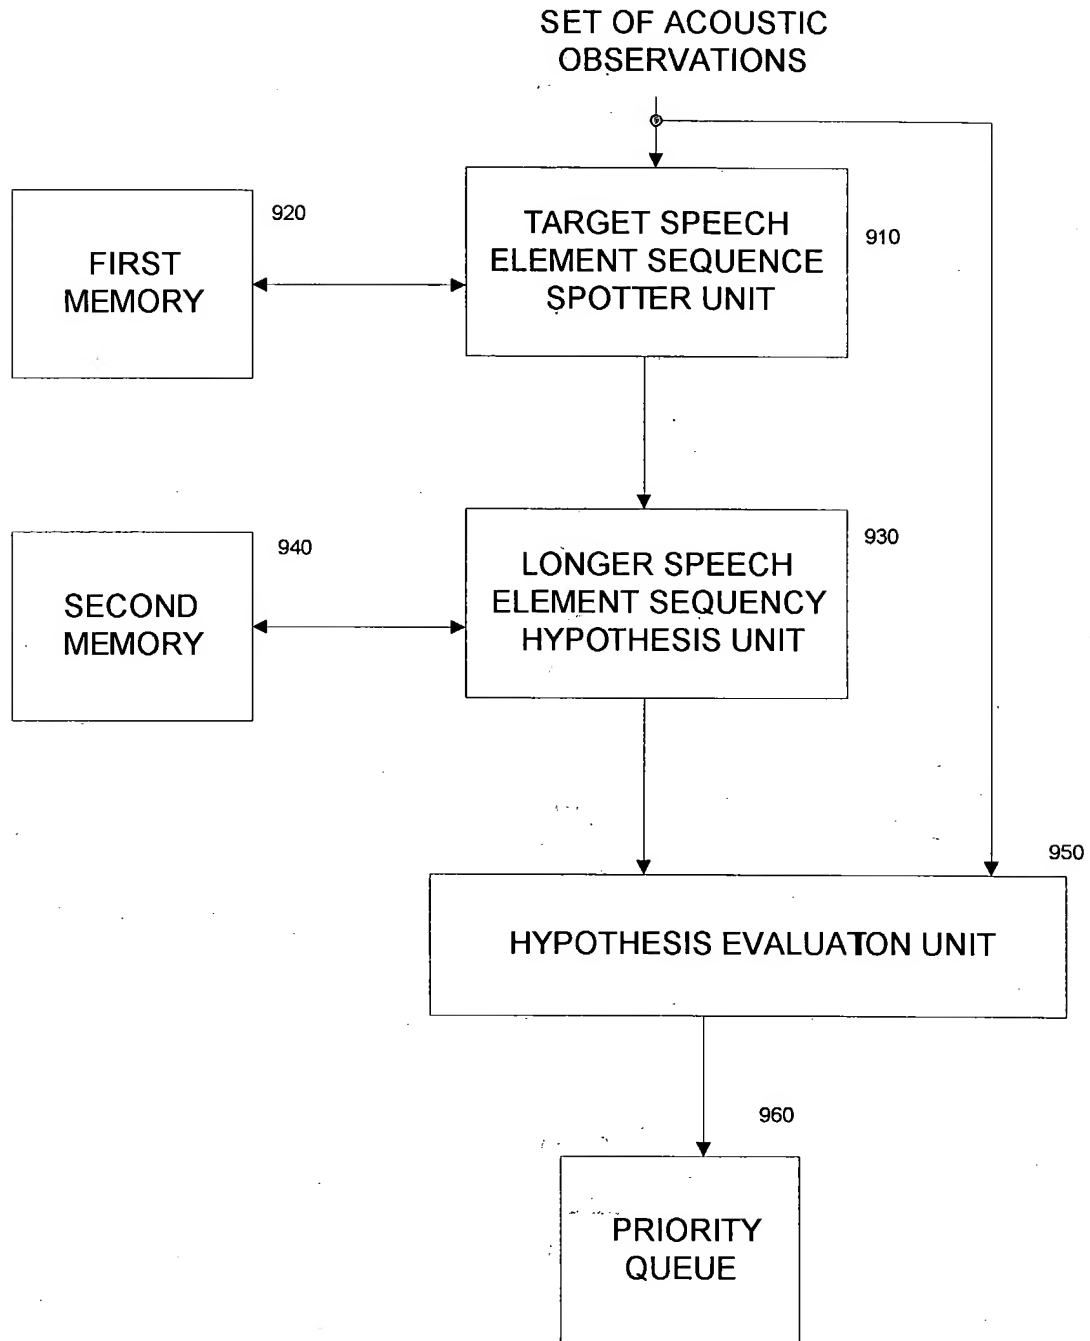 SET OF ACOUSTIC
OBSERVATIONS
920
FIRST
MEMORY
TARGET SPEECH
ELEMENT SEQUENCE
SPOTTER UNIT
910
940
SECOND
MEMORY
LONGER SPEECH
ELEMENT SEQUENCY
HYPOTHESIS UNIT
930
950
HYPOTHESIS EVALUATON UNIT
960
PRIORITY
QUEUE